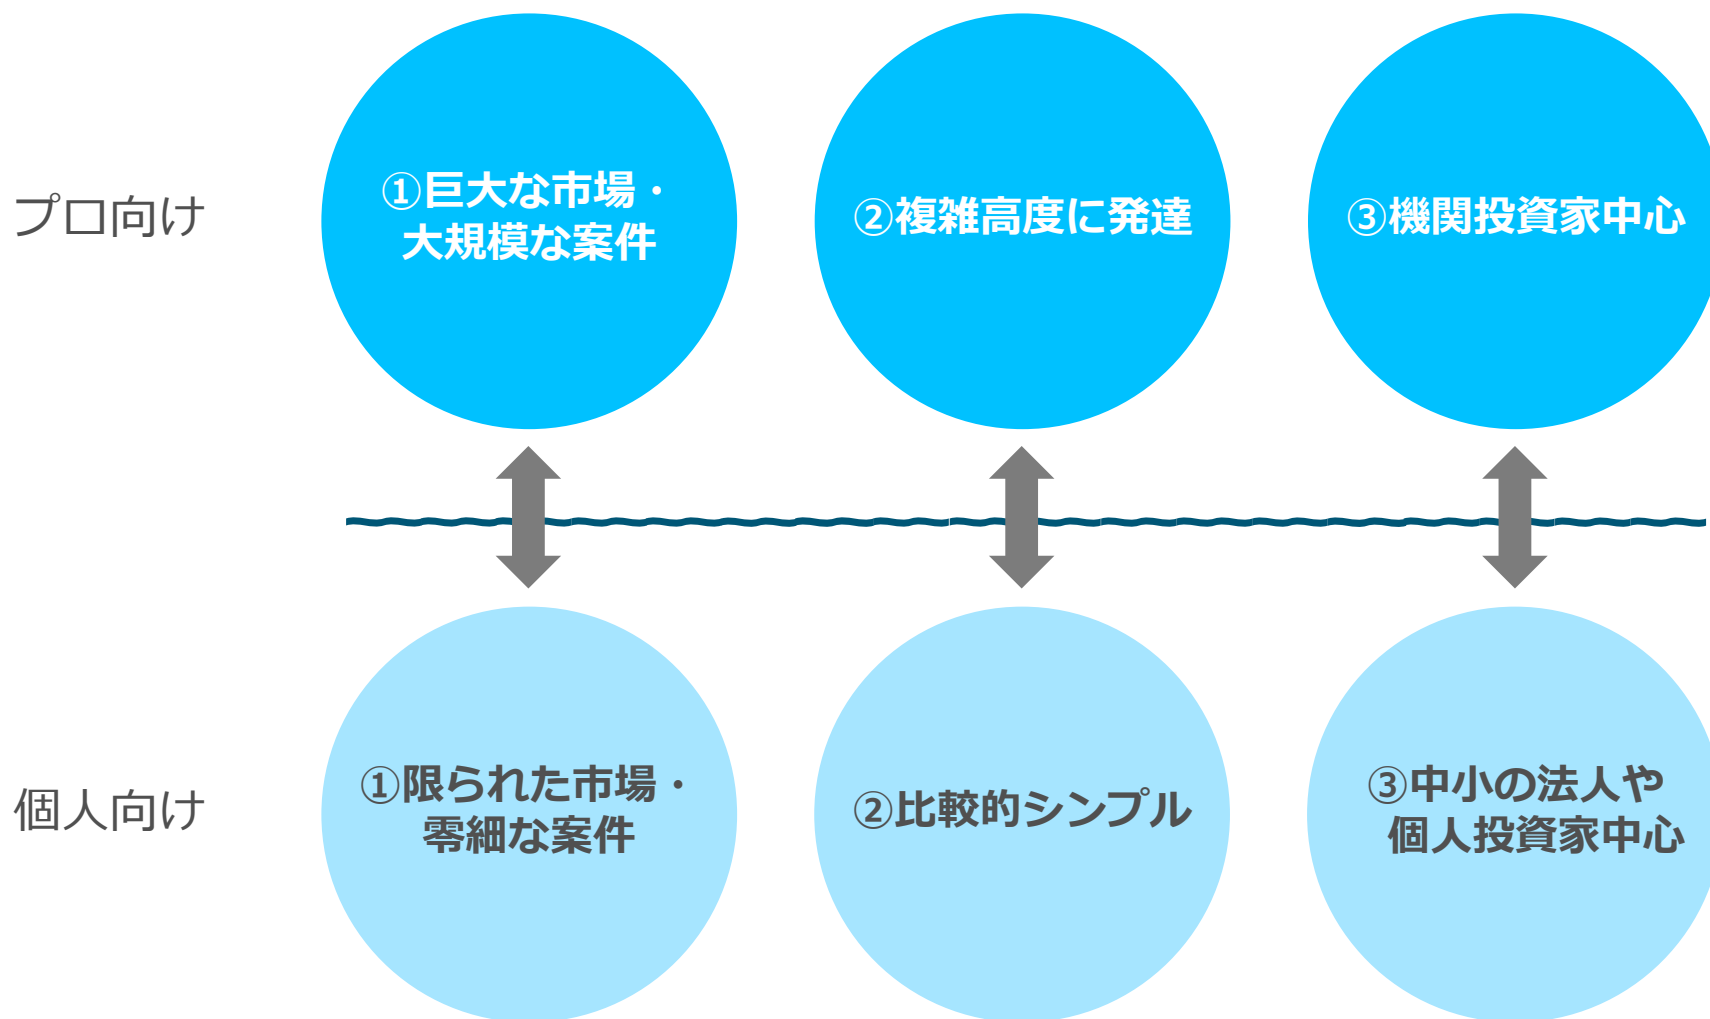 プロ向け
①巨大な市場・
大規模な案件
②複雑高度に発達
③機関投資家中心
個人向け
①限られた市場・
零細な案件
②比較的シンプル
③中小の法人や
個人投資家中心